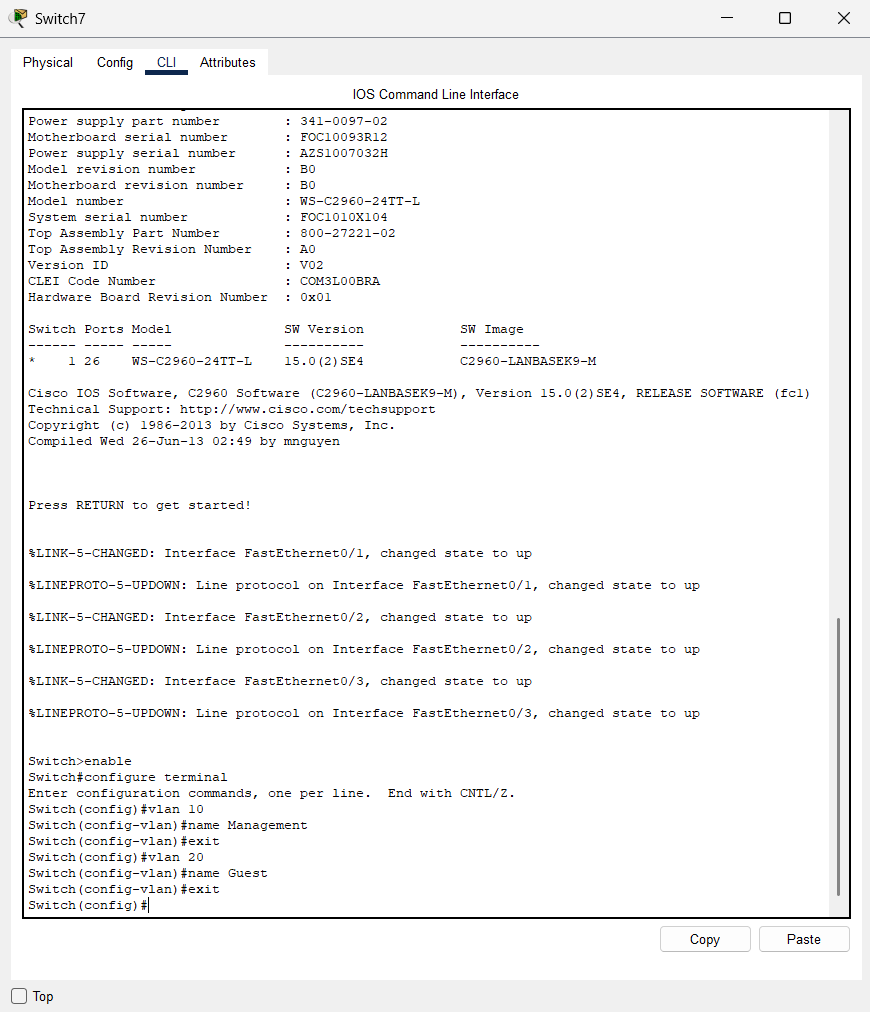 Switch7
Physical Config CLI Attributes
IOS Command Line Interface
Power supply part number : 341-0097-02
Motherboard serial number : FOC10093R12
Power supply serial number : AZS1007032H
Model revision number : B0
Motherboard revision number : B0
Model number : WS-C2960-24TT-L
System serial number : FOC1010X104
Top Assembly Part Number : 800-27221-02
Top Assembly Revision Number : A0
Version ID : V02
CLEI Code Number : COM3L00BRA
Hardware Board Revision Number : 0x01
Switch Ports Model SW Version SW Image
------ ----- ----- ---------- ----------
* 1 26 WS-C2960-24TT-L 15.0(2)SE4 C2960-LANBASEK9-M
Cisco IOS Software, C2960 Software (C2960-LANBASEK9-M), Version 15.0(2)SE4, RELEASE SOFTWARE (fc1)
Technical Support: http://www.cisco.com/techsupport
Copyright (c) 1986-2013 by Cisco Systems, Inc.
Compiled Wed 26-Jun-13 02:49 by mnguyen
Press RETURN to get started!
%LINK-5-CHANGED: Interface FastEthernet0/1, changed state to up
%LINEPROTO-5-UPDOWN: Line protocol on Interface FastEthernet0/1, changed state to up
%LINK-5-CHANGED: Interface FastEthernet0/2, changed state to up
%LINEPROTO-5-UPDOWN: Line protocol on Interface FastEthernet0/2, changed state to up
%LINK-5-CHANGED: Interface FastEthernet0/3, changed state to up
%LINEPROTO-5-UPDOWN: Line protocol on Interface FastEthernet0/3, changed state to up
Switch>enable
Switch#configure terminal
Enter configuration commands, one per line. End with CNTL/Z.
Switch(config)#vlan 10
Switch(config-vlan)#name Management
Switch(config-vlan)#exit
Switch(config)#vlan 20
Switch(config-vlan)#name Guest
Switch(config-vlan)#exit
Switch(config)#
Copy Paste
Top